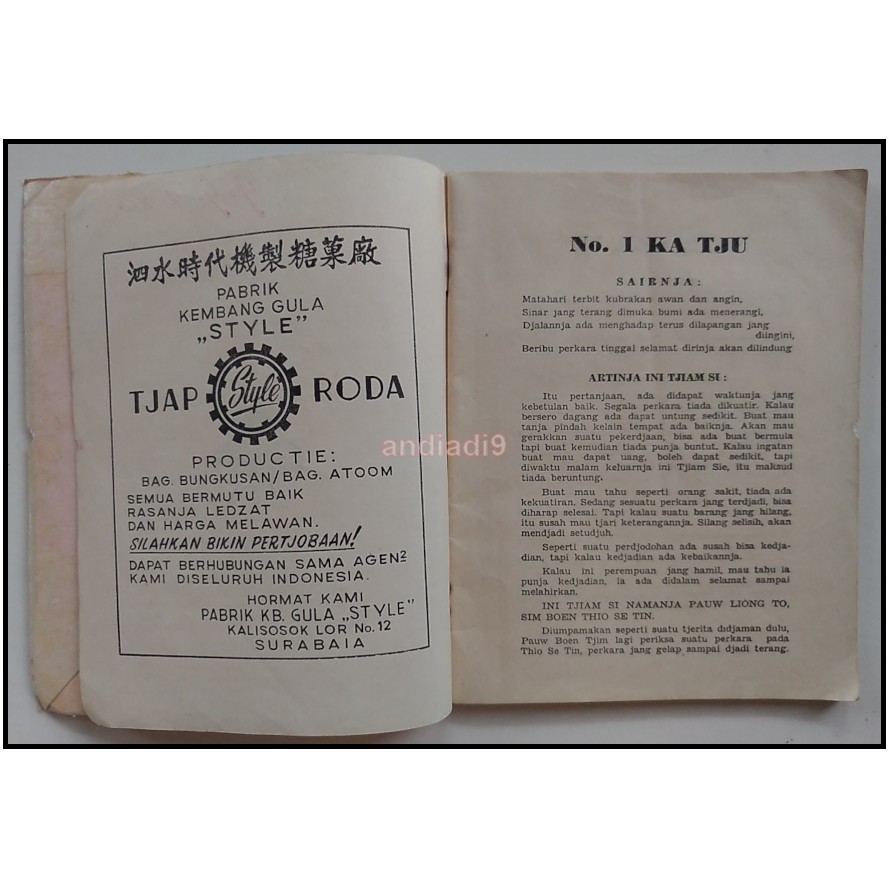 泗水時代機製糖菓廠
PABRIK
KEMBANG GULA
„STYLE”
TJAP Style RODA
PRODUCTIE:
BAG. BUNGKUSAN/BAG. ATOOM
SEMUA BERMUTU BAIK
RASANJA LEDZAT
DAN HARGA MELAWAN.
SILAHKAN BIKIN PERTJOBAAN!
DAPAT BERHUBUNGAN SAMA AGEN2
KAMI DISELURUH INDONESIA.
HORMAT KAMI
PABRIK KB. GULA „STYLE”
KALISOSOK LOR No. 12
SURABAIA
No. 1 KA TJU
SAIRNJA:
Matahari terbit kubrakan awan dan angin,
Sinar jang terang dimuka bumi ada menerangi,
Djalannja ada menghadap terus dilapangan jang
diingini,
Beribu perkara tinggal selamat dirinja akan dilindung
ARTINJA INI TJIAM SI:
Itu pertanjaan, ada didapat waktunja jang
kebetulan baik. Segala perkara tiada dikuatir. Kalau
bersero dagang ada dapat untung sedikit. Buat mau
tanja pindah kelain tempat ada baiknja. Akan mau
gerakkan suatu pekerdjaan, bisa ada buat bermula
tapi buat kemudian tiada punja buntut. Kalau ingatan
buat mau dapat uang, boleh dapat sedikit, tapi
diwaktu malam keluarnja ini Tjiam Sie, itu maksud
tiada beruntung.
Buat mau tahu seperti orang sakit, tiada ada
kekuatiran. Sedang sesuatu perkara jang terdjadi, bisa
diharap selesai. Tapi kalau suatu barang jang hilang,
itu susah mau tjari keterangannja. Silang selisih, akan
mendjadi setudjuh.
Seperti suatu perdjodohan ada susah bisa kedja-
dian, tapi kalau kedjadian ada kebaikannja.
Kalau ini perempuan jang hamil, mau tahu ia
punja kedjadian, ia ada didalam selamat sampai
melahirkan.
INI TJIAM SI NAMANJA PAUW LIONG TO,
SIM BOEN THIO SE TIN.
Diumpamakan seperti suatu tjerita didjaman dulu,
Pauw Boen Tjim lagi periksa suatu perkara pada
Thio Se Tin, perkara jang gelap sampai djadi terang.
andiadi9